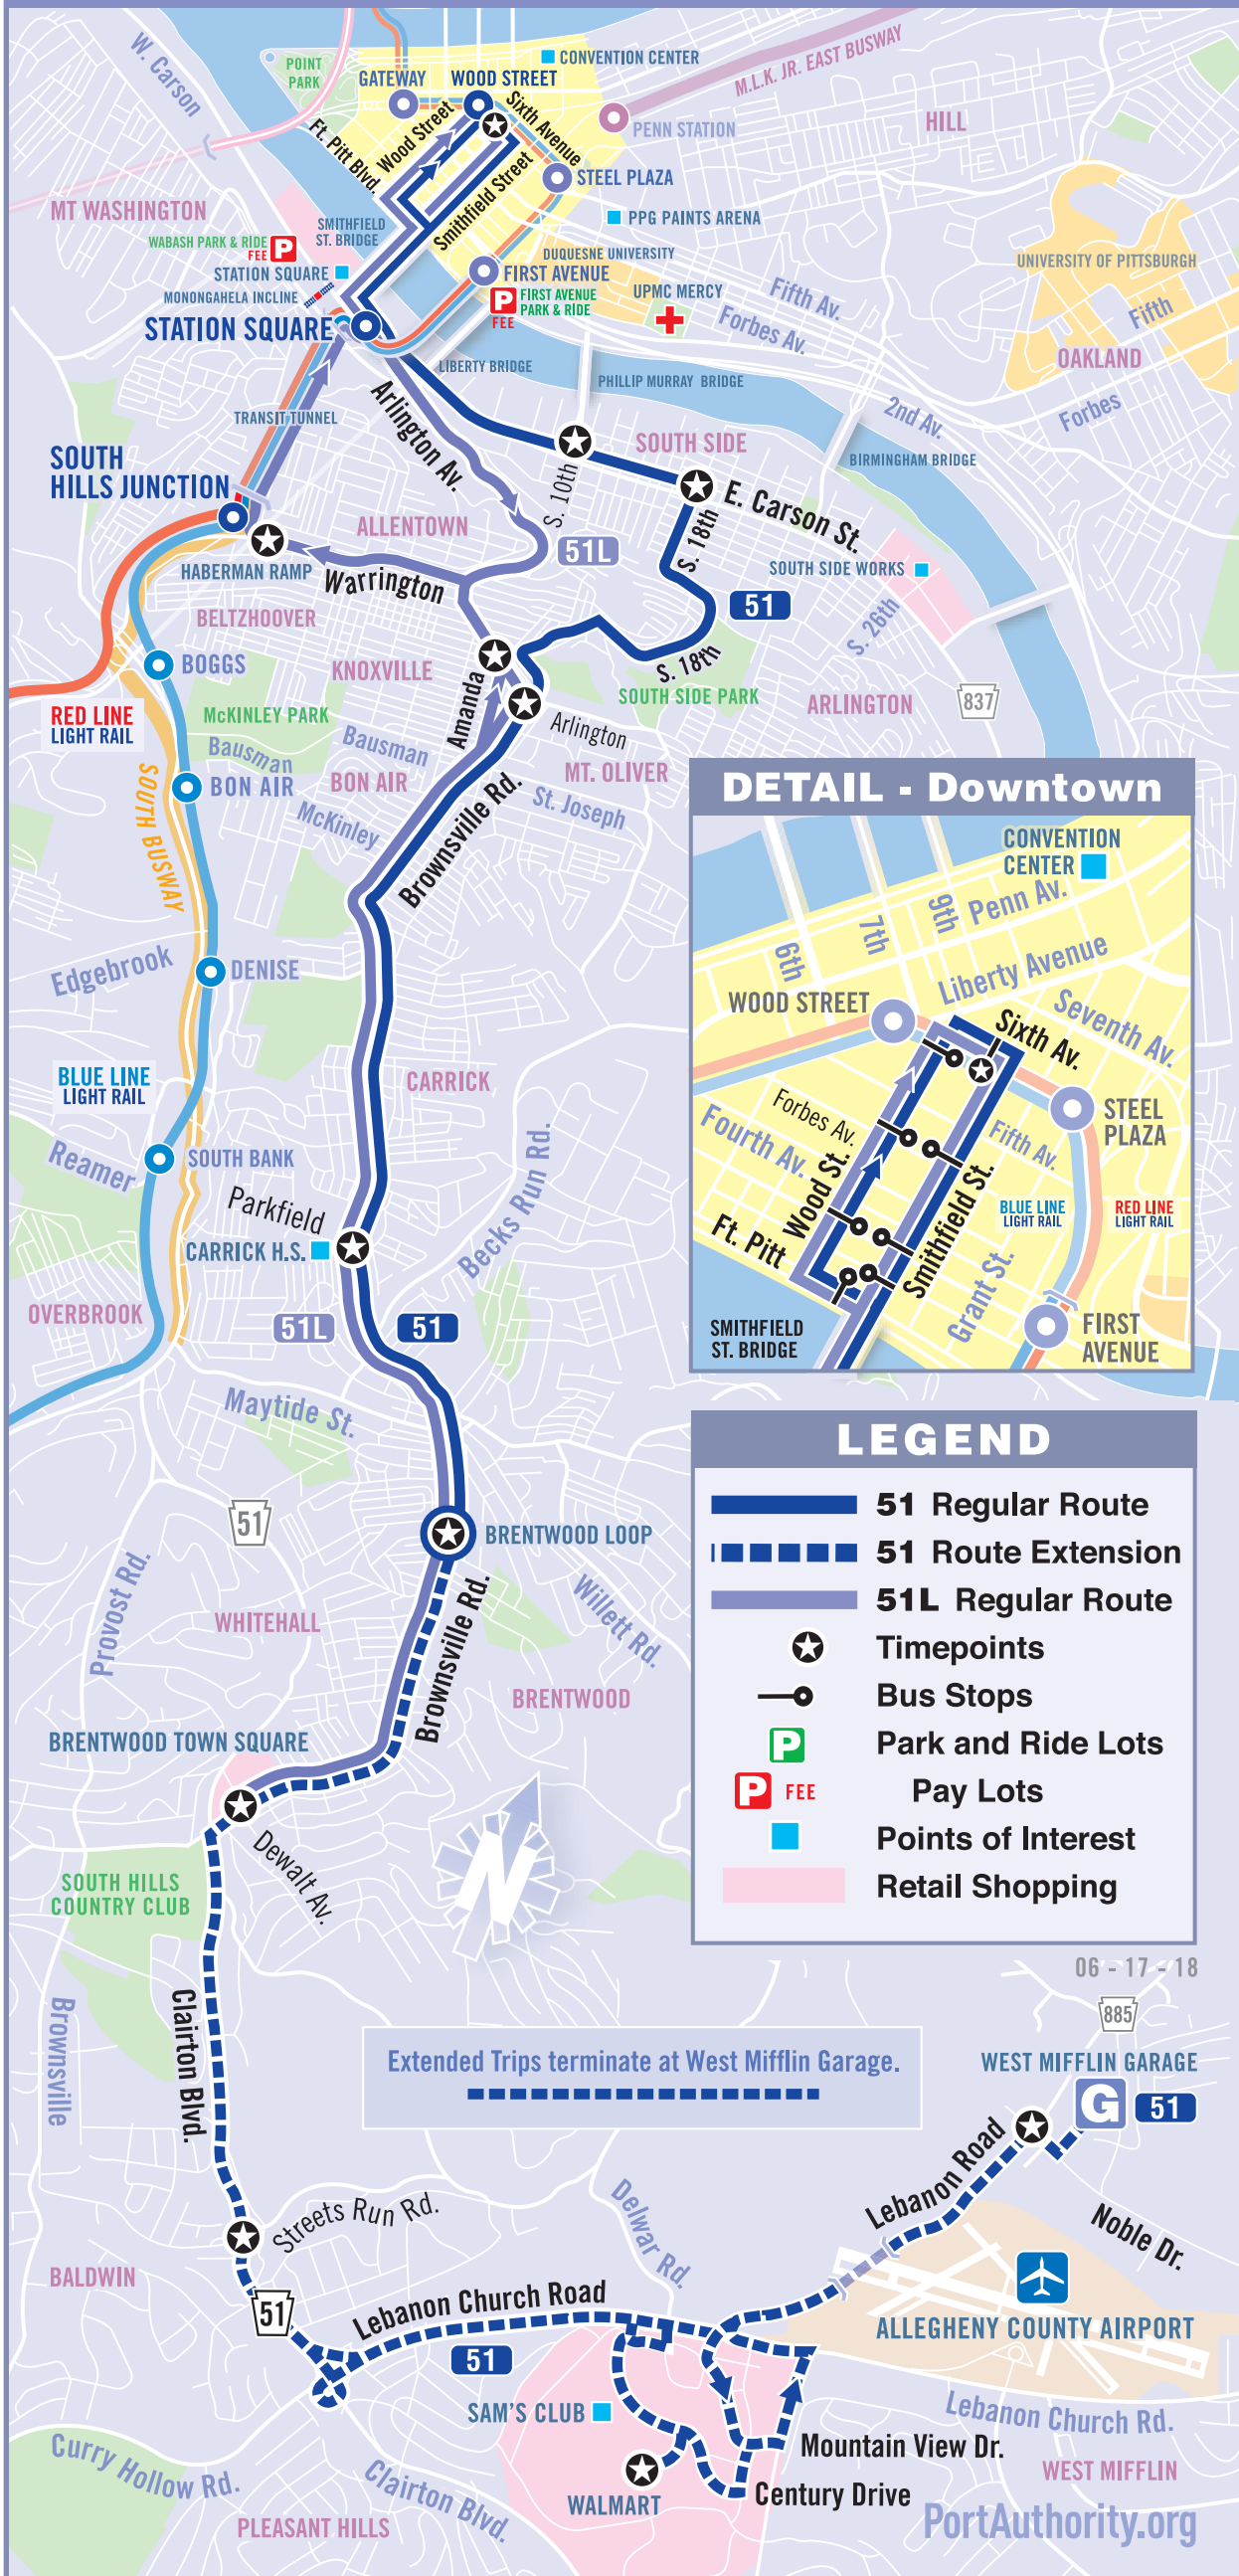 W. Carson
POINT
PARK
GATEWAY
WOOD STREET
CONVENTION CENTER
M.L.K. JR. EAST BUSWAY
Sixth Avenue
Wood Street
Ft. Pitt Blvd.
Smithfield Street
PENN STATION
HILL
STEEL PLAZA
MT WASHINGTON
SMITHFIELD
ST. BRIDGE
PPG PAINTS ARENA
WABASH PARK & RIDE
FEE
P
STATION SQUARE
MONONGAHELA INCLINE
DUQUESNE UNIVERSITY
FIRST AVENUE
P
FEE
FIRST AVENUE
PARK & RIDE
UPMC MERCY
Fifth Av.
Forbes Av.
UNIVERSITY OF PITTSBURGH
Fifth
OAKLAND
Forbes
STATION SQUARE
LIBERTY BRIDGE
PHILLIP MURRAY BRIDGE
2nd Av.
BIRMINGHAM BRIDGE
TRANSIT TUNNEL
Arlington Av.
SOUTH
HILLS JUNCTION
SOUTH SIDE
S. 10th
E. Carson St.
S. 18th
ALLENTOWN
51L
HABERMAN RAMP
Warrington
SOUTH SIDE WORKS
51
S. 26th
BELTZHOOVER
BOGGS
KNOXVILLE
S. 18th
SOUTH SIDE PARK
ARLINGTON
837
RED LINE
LIGHT RAIL
McKINLEY PARK
Amanda
Arlington
Bausman
Bausman
BON AIR
BON AIR
MT. OLIVER
SOUTH BUSWAY
McKinley
Brownsville Rd.
St. Joseph
DETAIL - Downtown
CONVENTION
CENTER
6th
7th
9th
Penn Av.
Liberty Avenue
WOOD STREET
Seventh Av.
Sixth Av.
STEEL
PLAZA
Forbes Av.
Fourth Av.
Fifth Av.
Wood St.
Smithfield St.
Ft. Pitt
BLUE LINE
LIGHT RAIL
RED LINE
LIGHT RAIL
Grant St.
SMITHFIELD
ST. BRIDGE
FIRST
AVENUE
Edgebrook
DENISE
BLUE LINE
LIGHT RAIL
CARRICK
Reamer
SOUTH BANK
Becks Run Rd.
Parkfield
CARRICK H.S.
OVERBROOK
51L
51
Maytide St.
51
BRENTWOOD LOOP
Provost Rd.
WHITEHALL
Willett Rd.
Brownsville Rd.
BRENTWOOD
BRENTWOOD TOWN SQUARE
LEGEND
51 Regular Route
51 Route Extension
51L Regular Route
Timepoints
Bus Stops
P Park and Ride Lots
P FEE Pay Lots
Points of Interest
Retail Shopping
06 - 17 - 18
N
Dewalt Av.
SOUTH HILLS
COUNTRY CLUB
Clairton Blvd.
Brownsville
Extended Trips terminate at West Mifflin Garage.
885
WEST MIFFLIN GARAGE
G
51
Lebanon Road
Noble Dr.
Streets Run Rd.
Delwar Rd.
BALDWIN
51
Lebanon Church Road
51
ALLEGHENY COUNTY AIRPORT
SAM'S CLUB
Lebanon Church Rd.
Mountain View Dr.
WEST MIFFLIN
Curry Hollow Rd.
Clairton Blvd.
WALMART
Century Drive
PLEASANT HILLS
PortAuthority.org